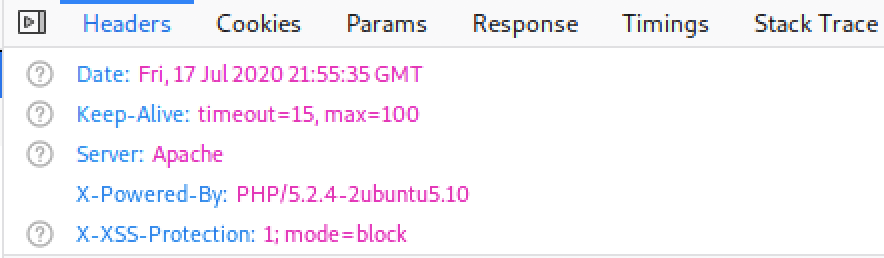 Headers Cookies Params Response Timings Stack Trace
Date: Fri, 17 Jul 2020 21:55:35 GMT
Keep-Alive: timeout=15, max=100
Server: Apache
X-Powered-By: PHP/5.2.4-2ubuntu5.10
X-XSS-Protection: 1; mode=block